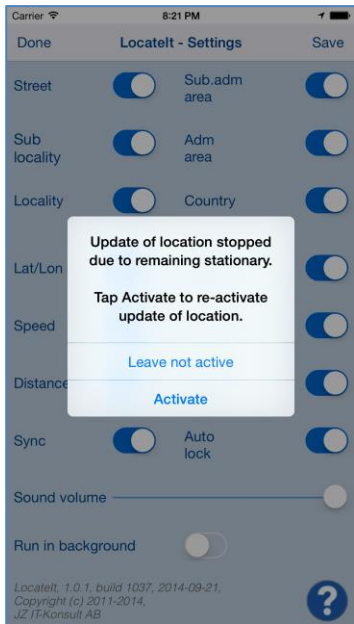 Carrier 8:21 PM
Done LocateIt - Settings Save
Street Sub.adm
area
Sub
locality Adm
area
Locality Country
Update of location stopped
due to remaining stationary.
Lat/Lon
Tap Activate to re-activate
update of location.
Speed
Leave not active
Distance
Activate
Sync Auto
lock
Sound volume
Run in background
LocateIt, 1.0.1, build 1037, 2014-09-21,
Copyright (c) 2011-2014,
JZ IT-Konsult AB
?